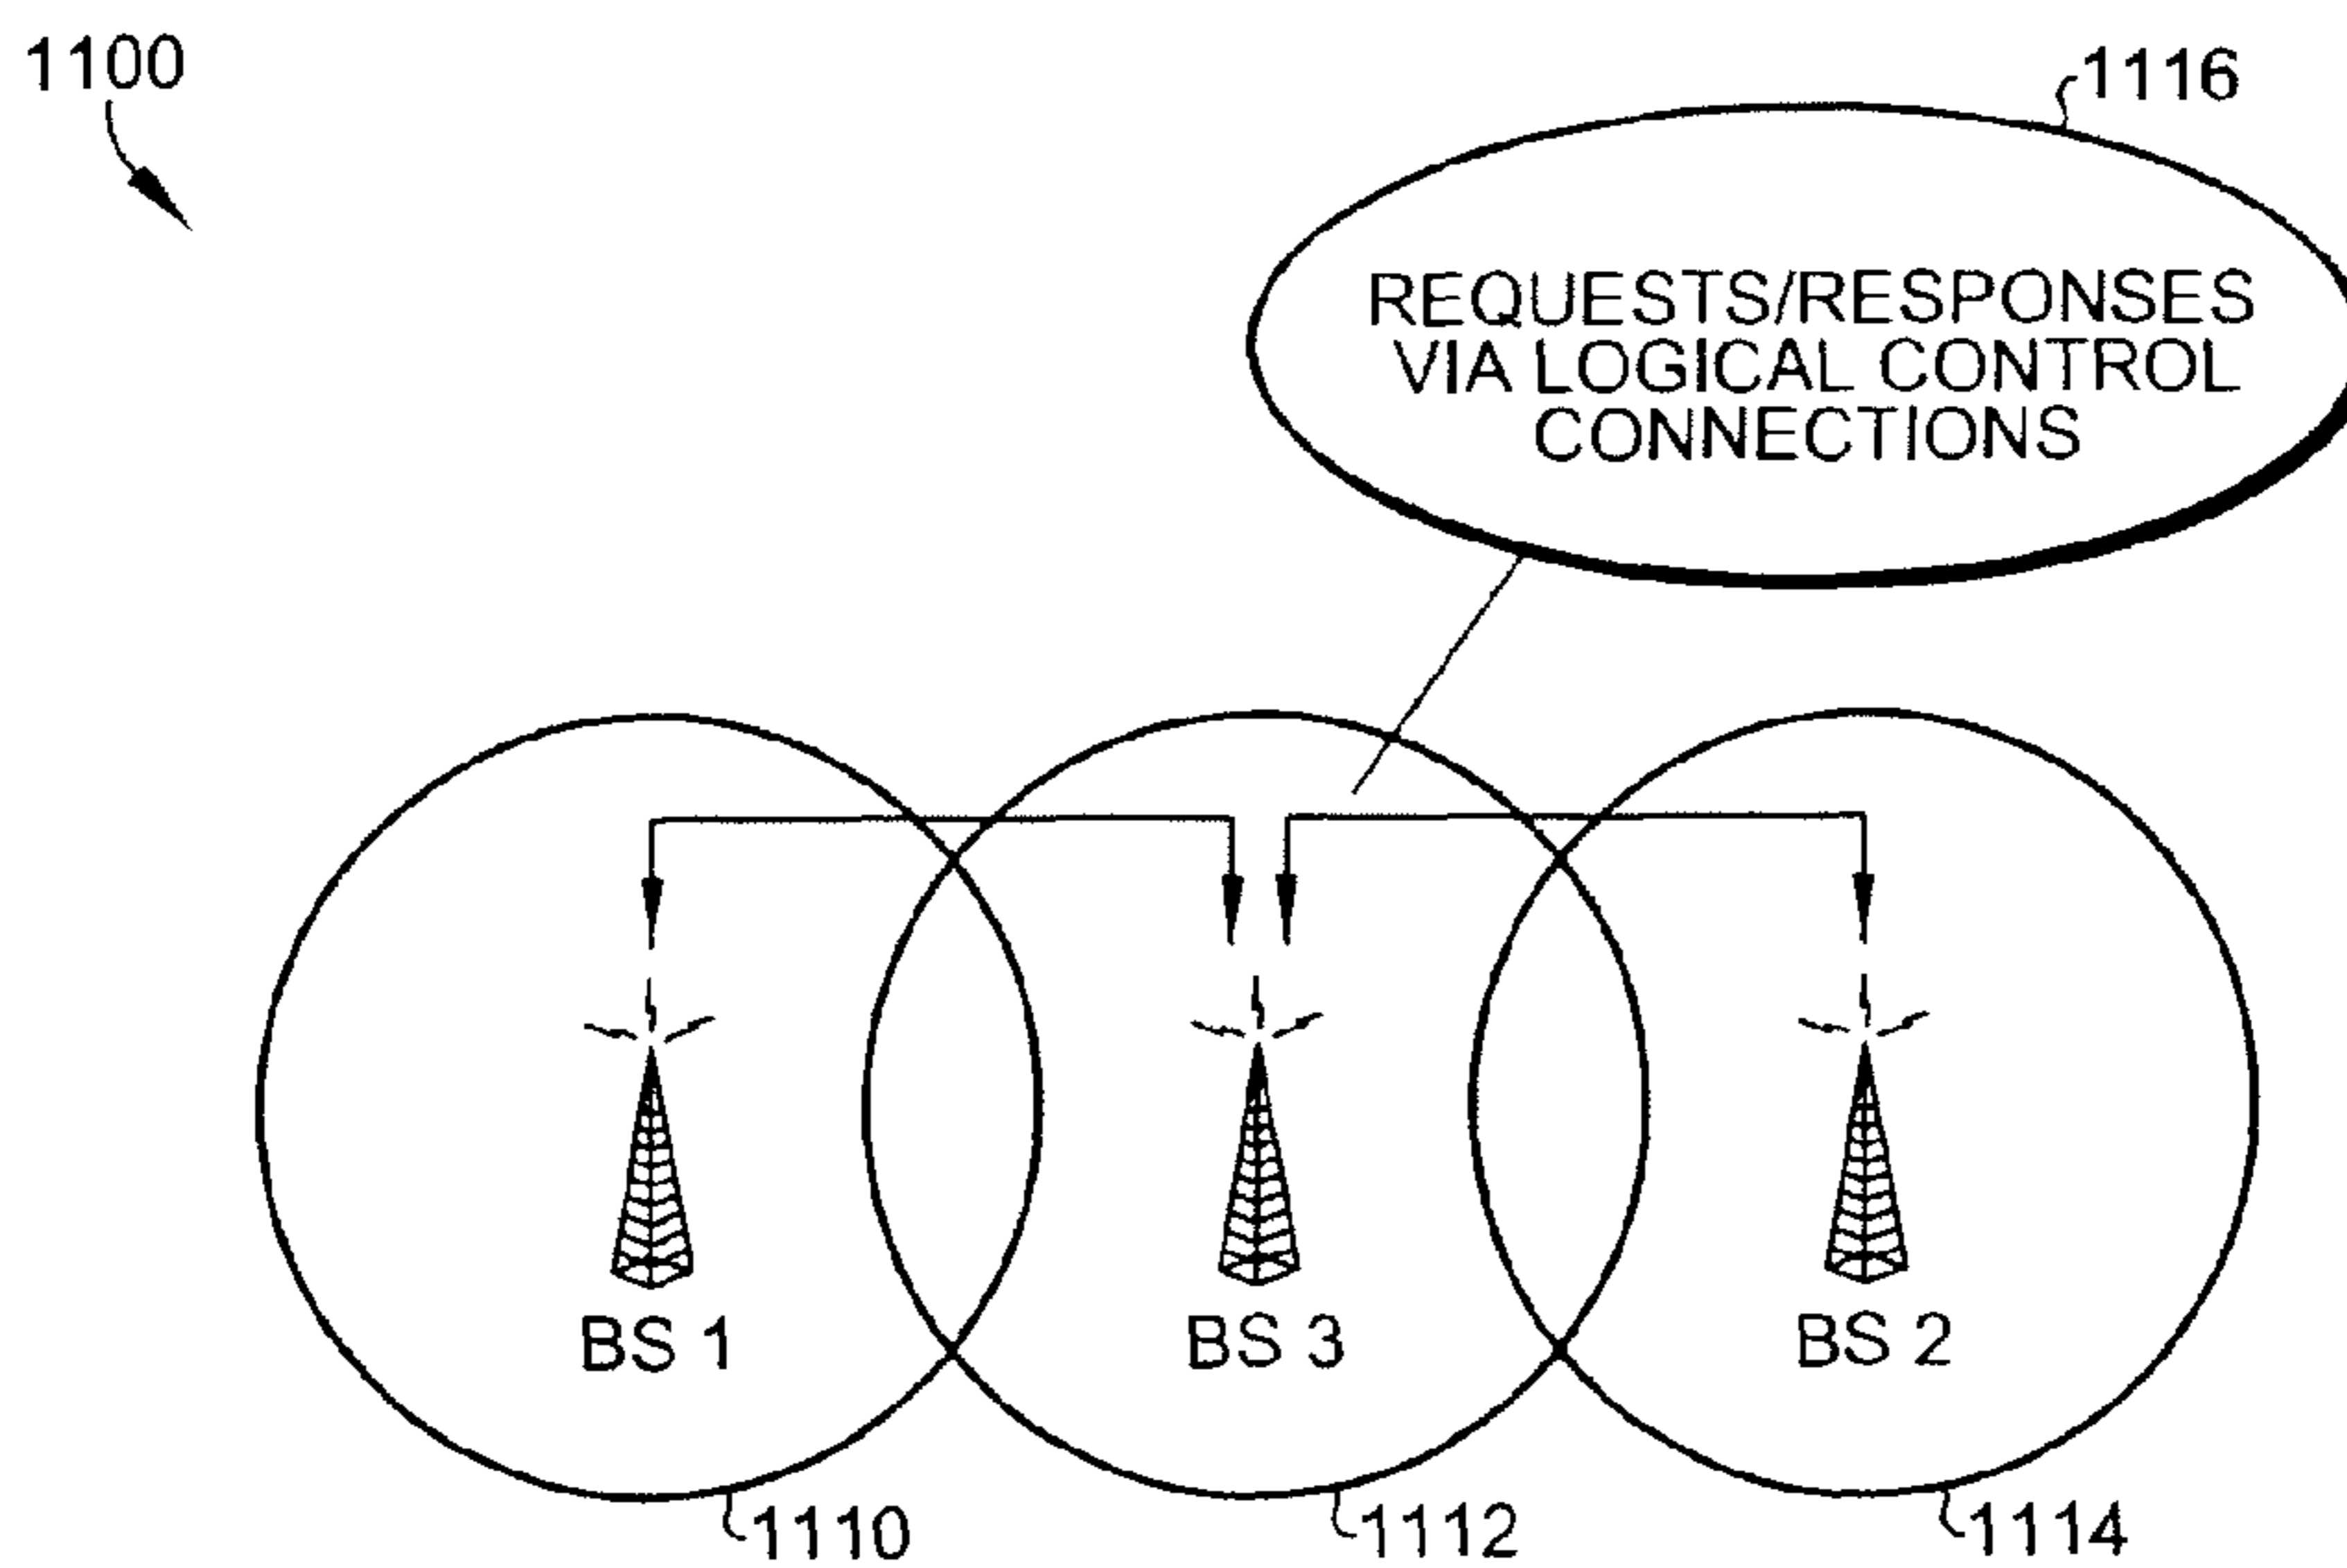 1100
1116
REQUESTS/RESPONSES
VIA LOGICAL CONTROL
CONNECTIONS
BS 1
BS 3
BS 2
1110
1112
1114